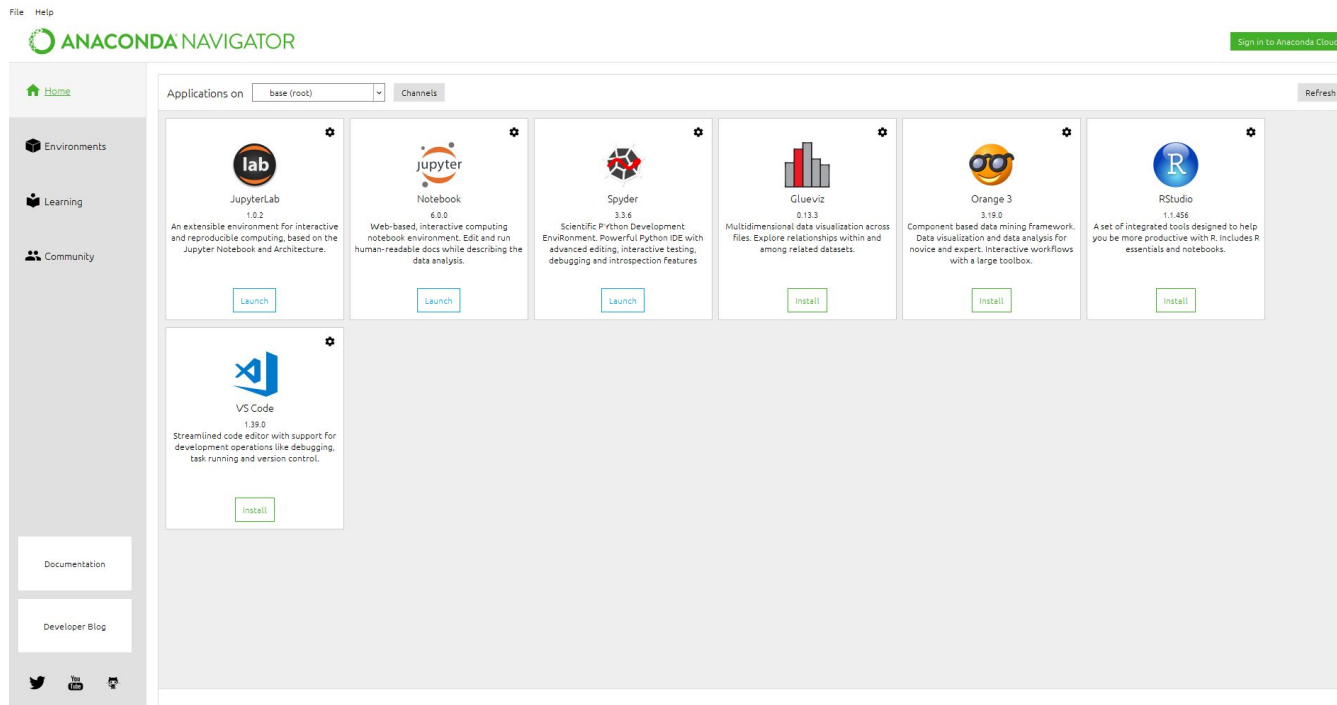 File Help
ANACONDA NAVIGATOR
Sign in to Anaconda Cloud
Home
Environments
Learning
Community
Documentation
Developer Blog
You
Tube
Applications on base (root) Channels
Refresh
lab
JupyterLab
1.0.2
An extensible environment for interactive
and reproducible computing, based on the
Jupyter Notebook and Architecture.
Launch
jupyter
Notebook
6.0.0
Web-based, interactive computing
notebook environment. Edit and run
human-readable docs while describing the
data analysis.
Launch
Spyder
3.3.6
Scientific PYthon Development
EnviRonment. Powerful Python IDE with
advanced editing, interactive testing,
debugging and introspection features
Launch
Glueviz
0.13.3
Multidimensional data visualization across
files. Explore relationships within and
among related datasets.
Install
Orange 3
3.19.0
Component based data mining framework.
Data visualization and data analysis for
novice and expert. Interactive workflows
with a large toolbox.
Install
R
RStudio
1.1.456
A set of integrated tools designed to help
you be more productive with R. Includes R
essentials and notebooks.
Install
VS Code
1.39.0
Streamlined code editor with support for
development operations like debugging,
task running and version control.
Install